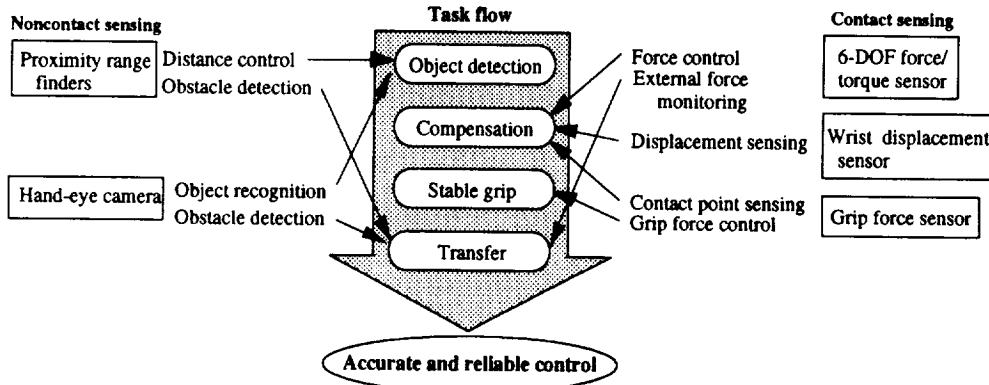 Task flow
Noncontact sensing
Contact sensing
Proximity range
finders
Distance control
Obstacle detection
Object detection
Force control
External force
monitoring
6-DOF force/
torque sensor
Compensation
Displacement sensing
Wrist displacement
sensor
Hand-eye camera
Object recognition
Obstacle detection
Stable grip
Contact point sensing
Grip force control
Grip force sensor
Transfer
Accurate and reliable control